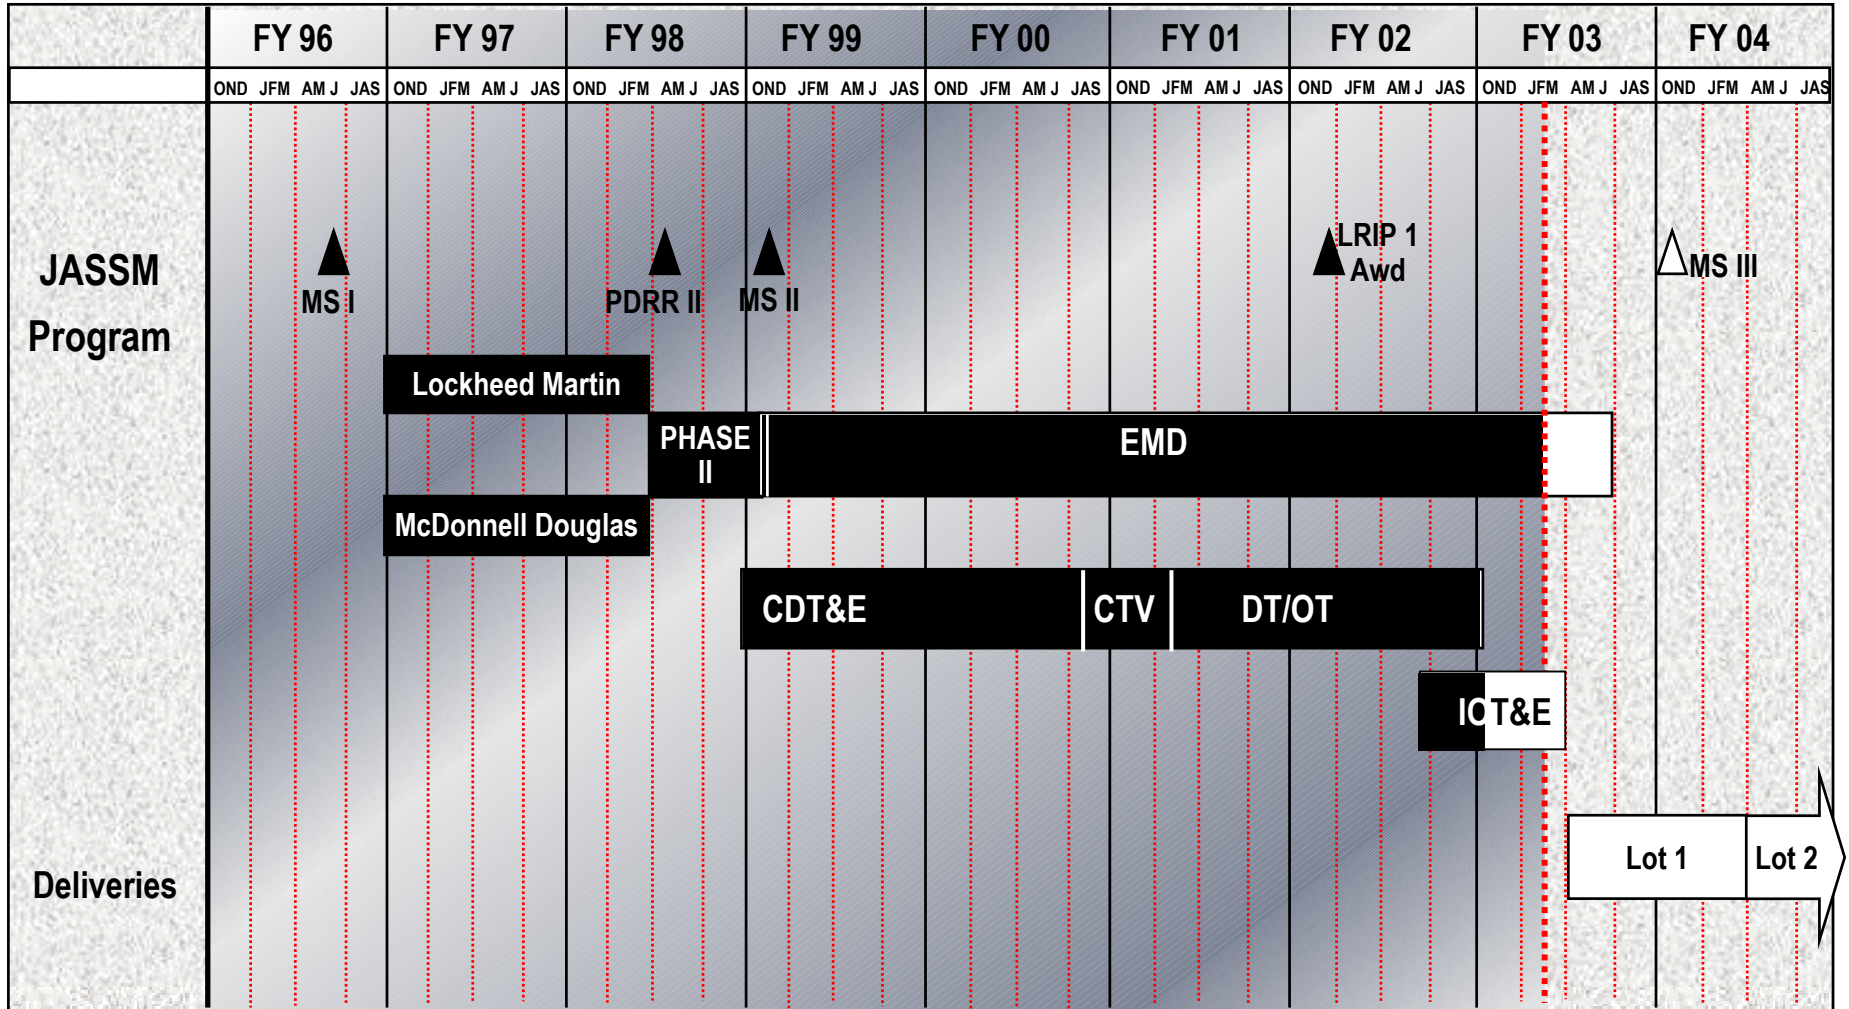 FY 96 FY 97 FY 98 FY 99 FY 00 FY 01 FY 02 FY 03 FY 04
OND JFM AM J JAS OND JFM AM J JAS OND JFM AM J JAS OND JFM AM J JAS OND JFM AM J JAS OND JFM AM J JAS OND JFM AM J JAS OND JFM AM J JAS OND JFM AM J JAS
JASSM
Program
MS I
PDRR II
MS II
LRIP 1
Awd
MS III
Lockheed Martin
PHASE
II
EMD
McDonnell Douglas
CDT&E
CTV
DT/OT
IOT&E
Deliveries
Lot 1
Lot 2